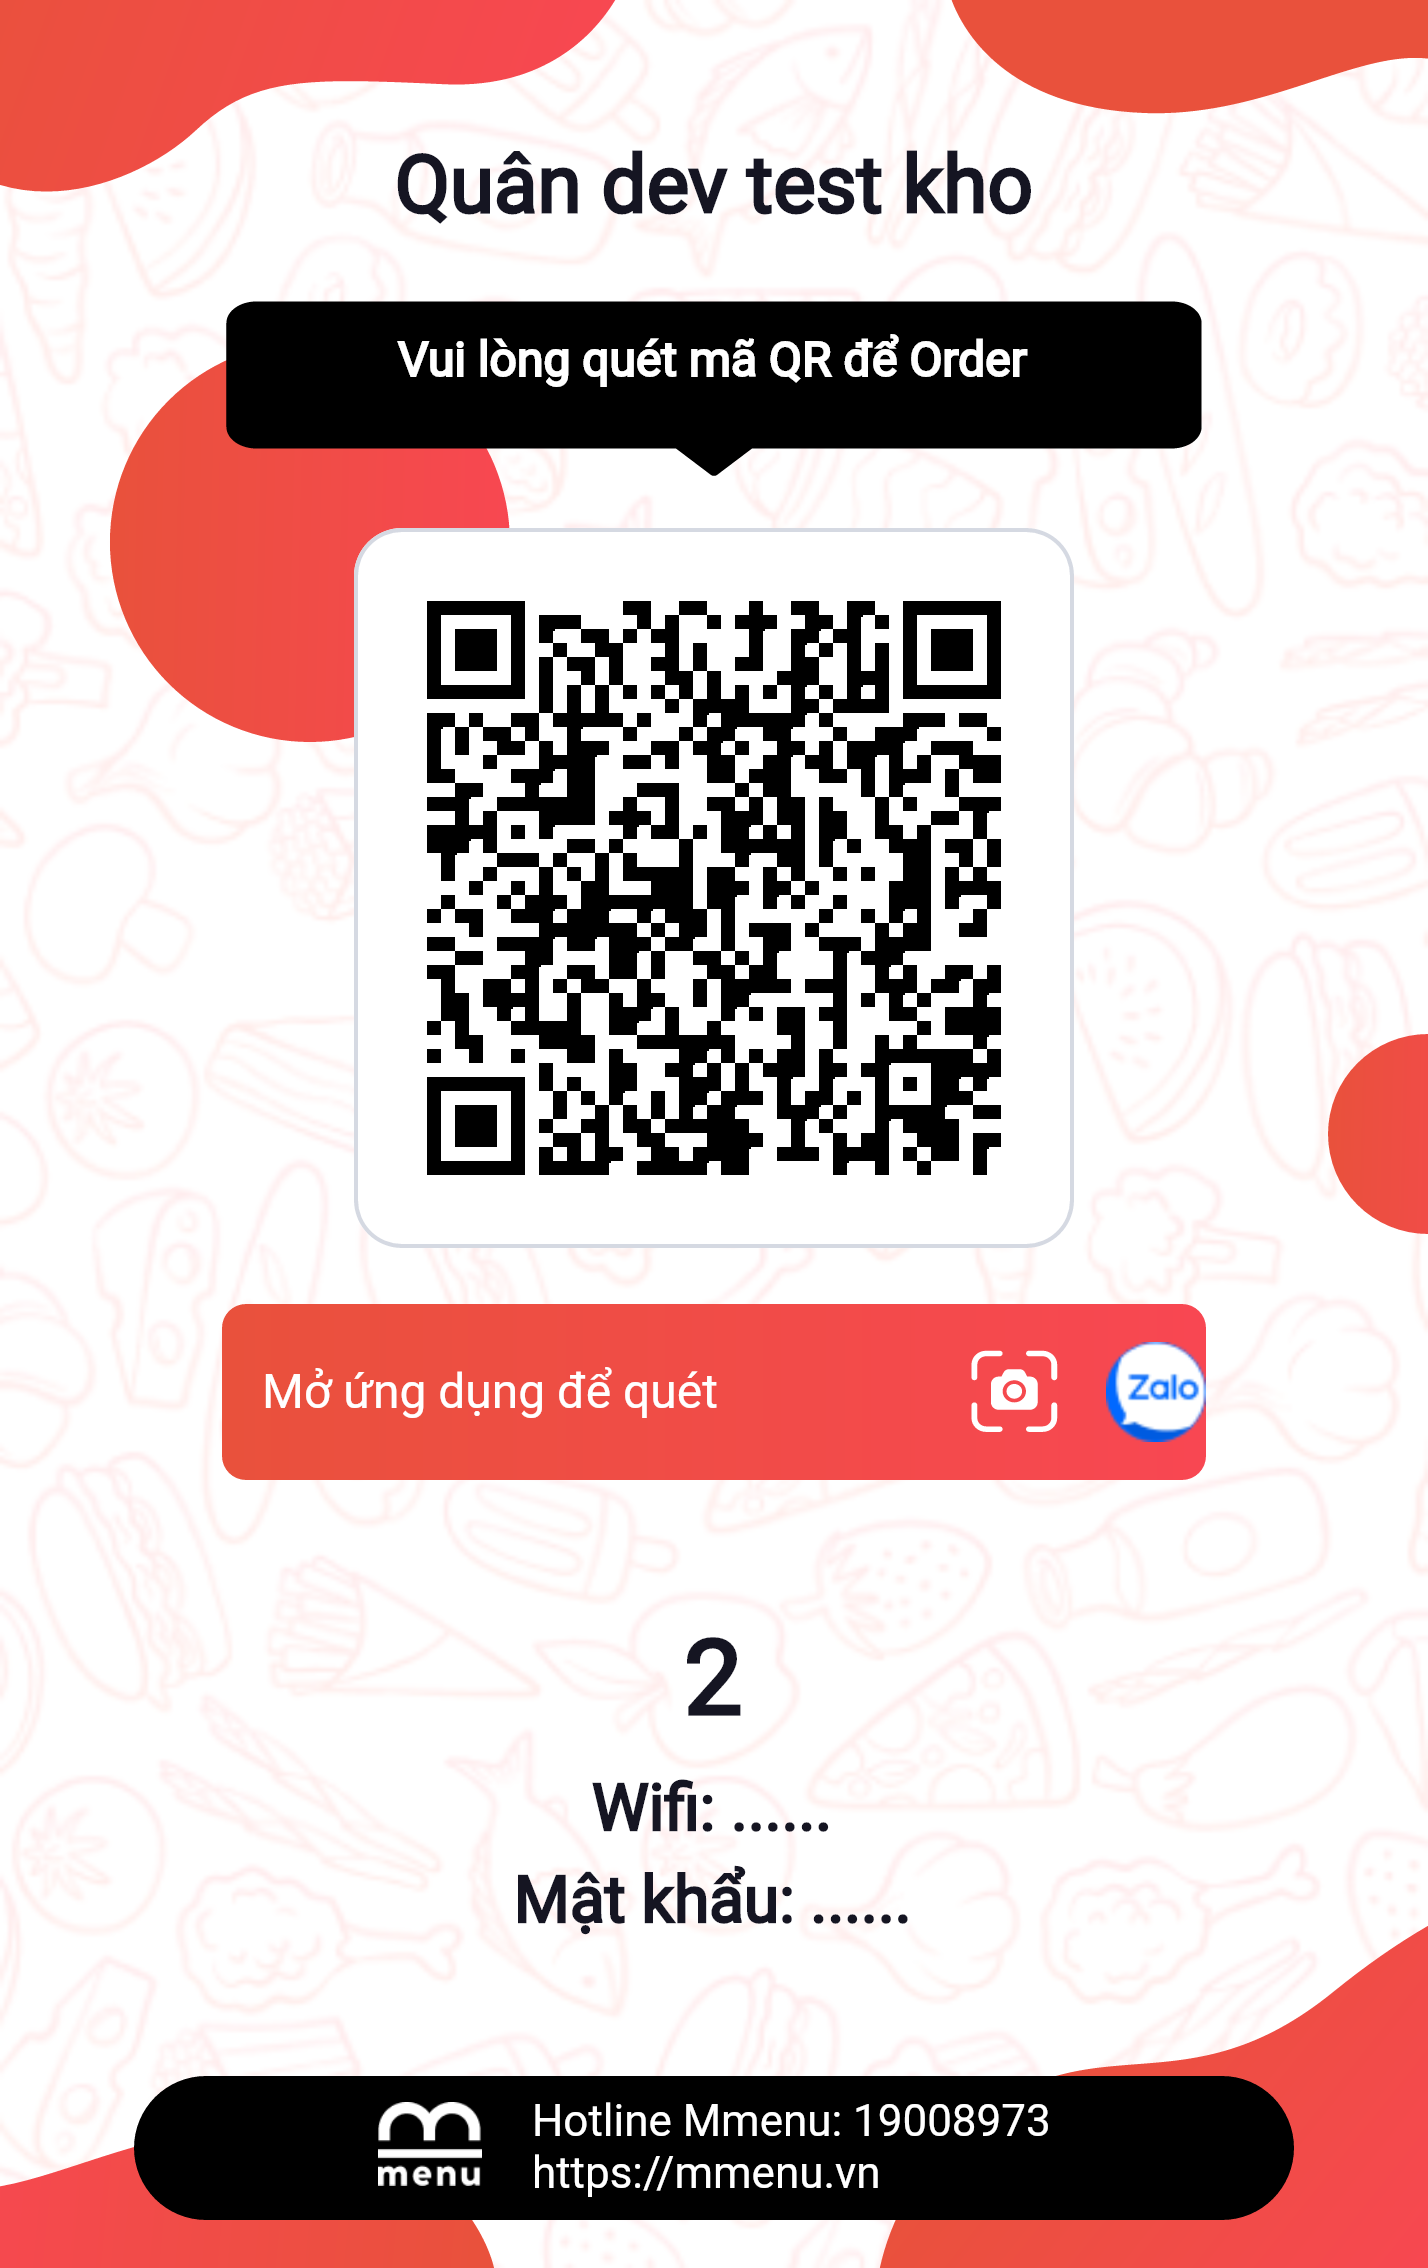 Quân dev test kho
Vui lòng quét mã QR để Order
Mở ứng dụng để quét
Zalo
2
Wifi: ......
Mật khẩu: ......
menu
Hotline Mmenu: 19008973
https://mmenu.vn